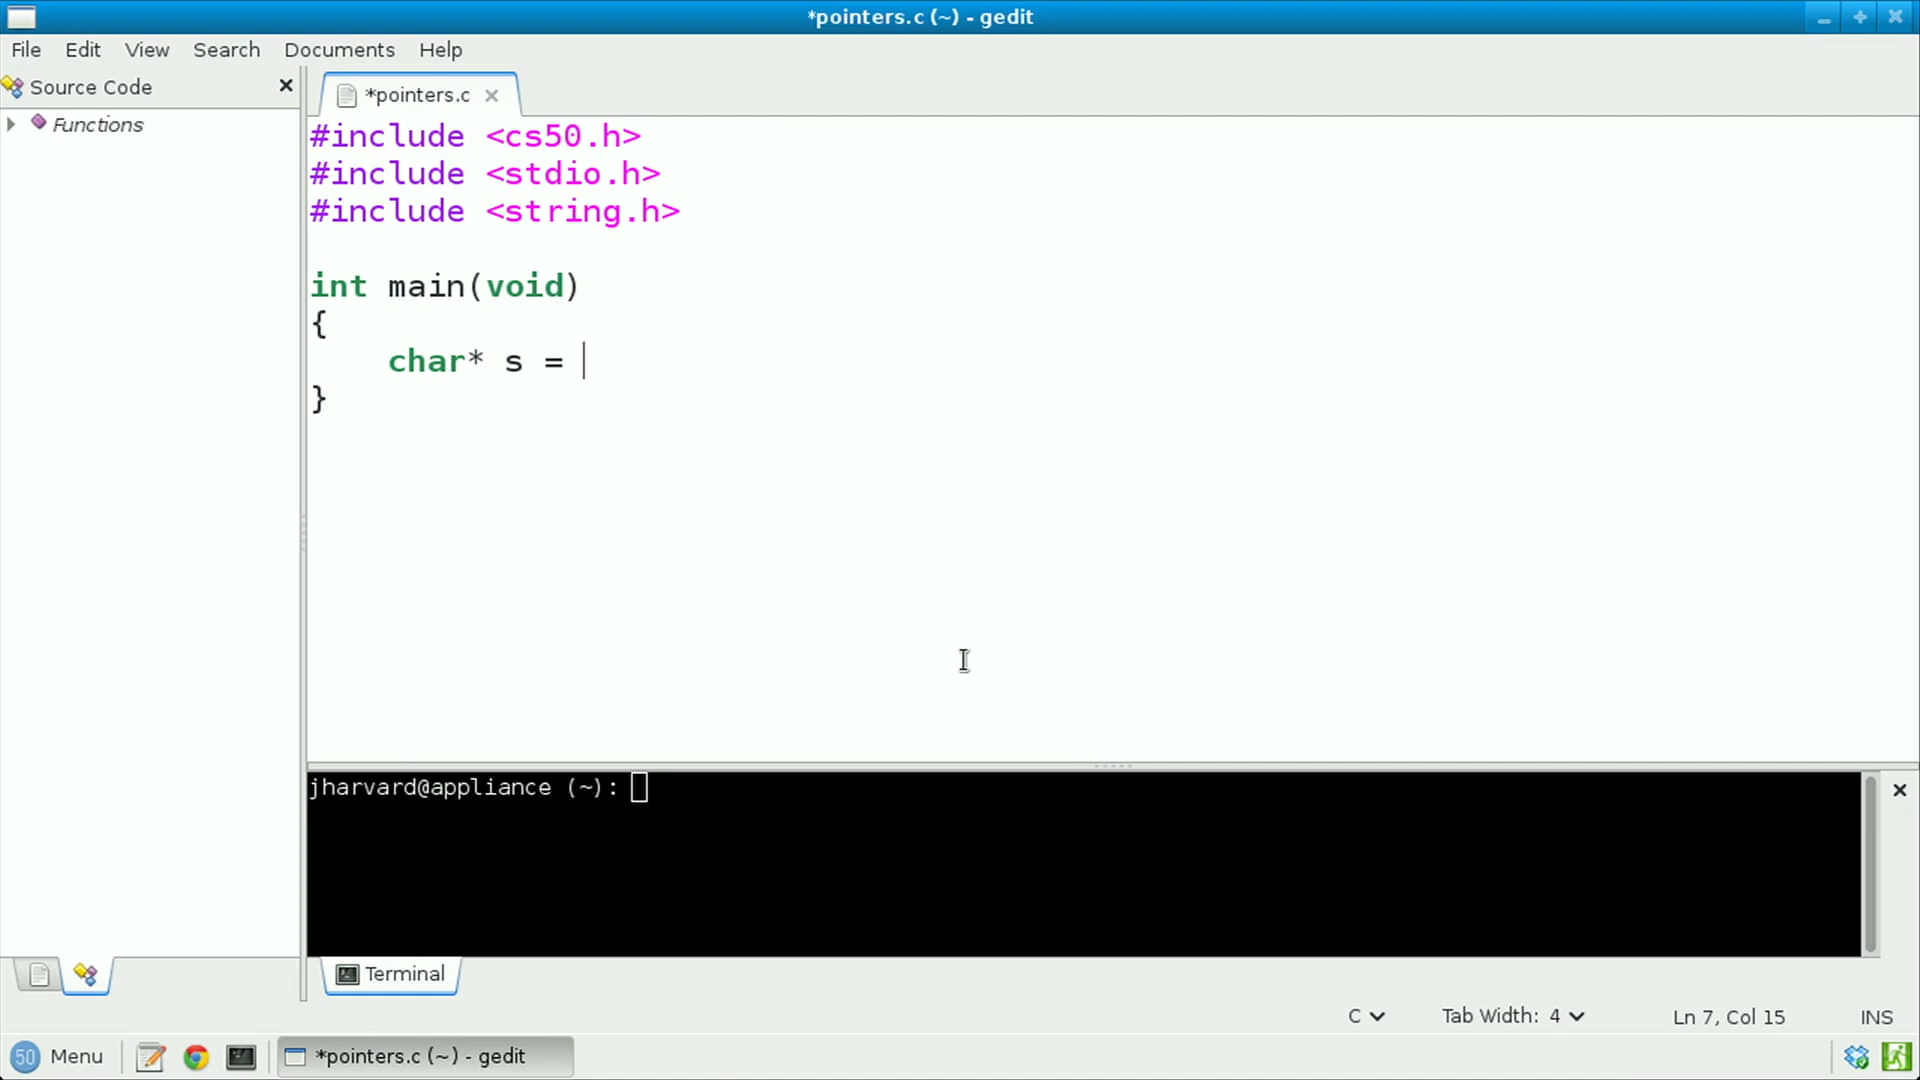 *pointers.c (~) - gedit
File Edit View Search Documents Help
Source Code
*pointers.c
Functions
#include <cs50.h>
#include <stdio.h>
#include <string.h>
int main(void)
{
    char* s =
}
jharvard@appliance (~):
Terminal
C Tab Width: 4 Ln 7, Col 15 INS
50 Menu *pointers.c (~) - gedit